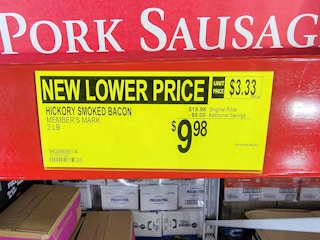 PORK SAUSAG
NEW LOWER PRICE
UNIT PRICE
$3.33
HICKORY SMOKED BACON
MEMBER'S MARK
3 LB
$15.98 Original Price
- $6.00 Additional Savings
$9.98